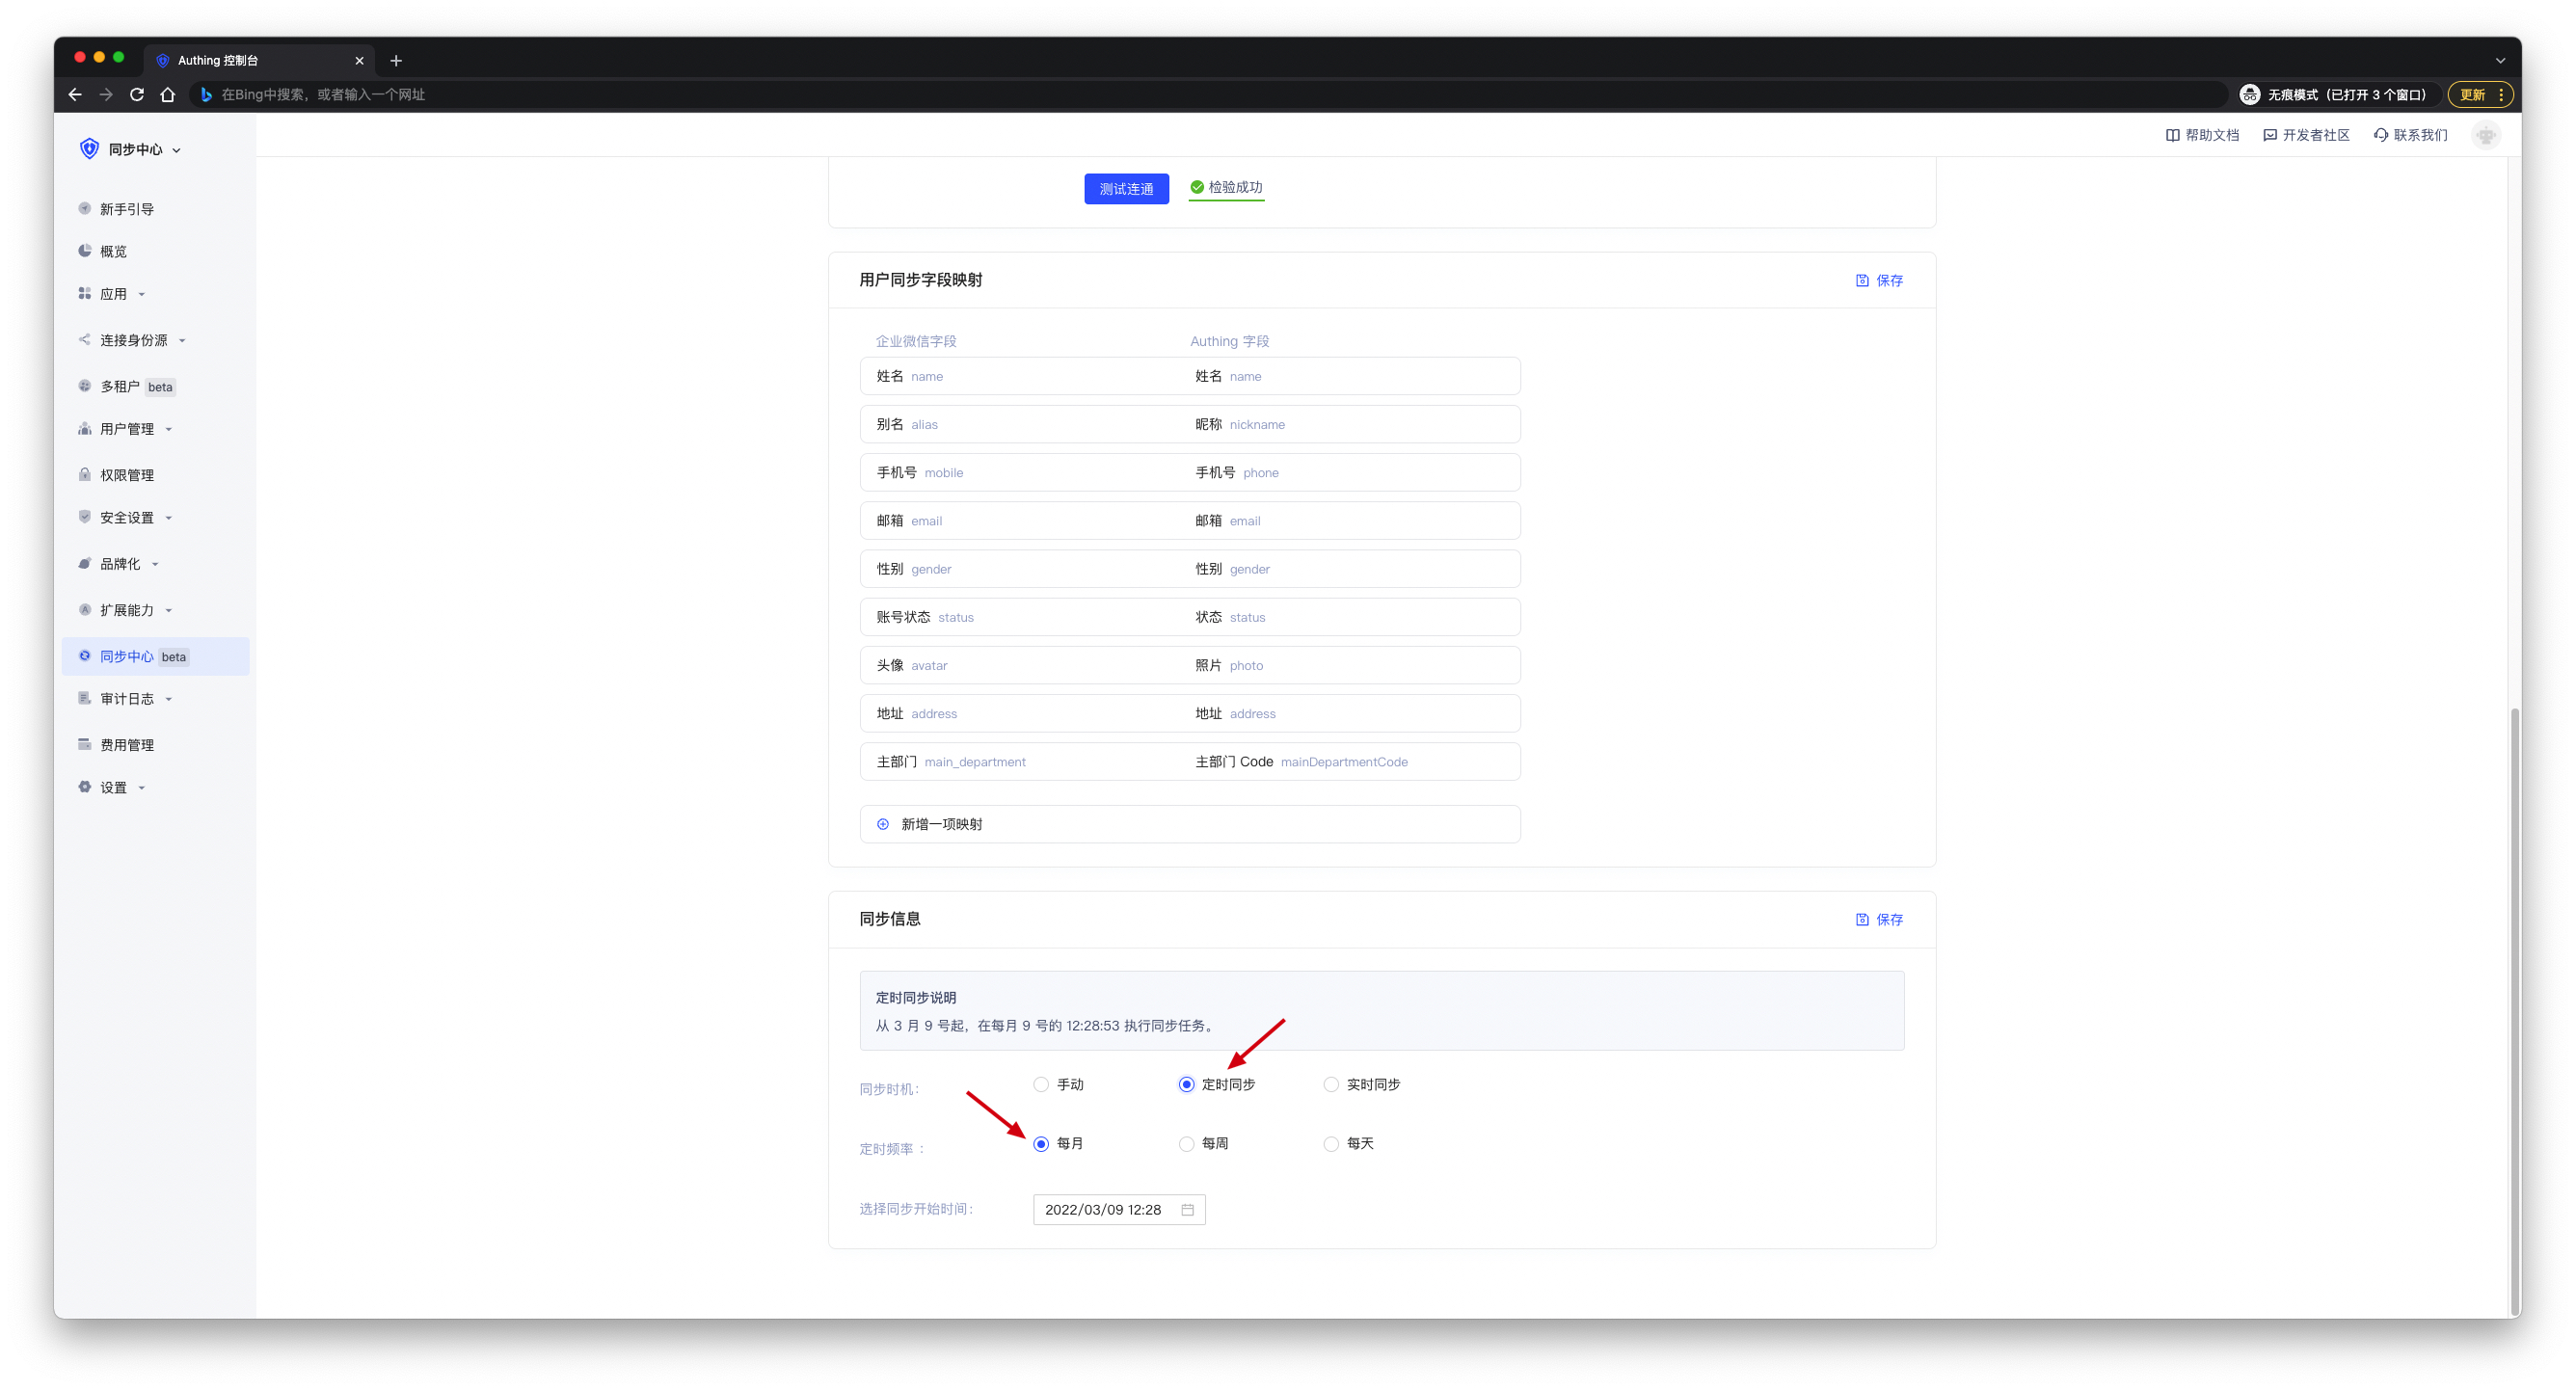 Authing 控制台
在Bing中搜索，或者输入一个网址
无痕模式（已打开 3 个窗口）
更新
同步中心
帮助文档
开发者社区
联系我们
新手引导
概览
应用
连接身份源
多租户 beta
用户管理
权限管理
安全设置
品牌化
扩展能力
同步中心 beta
审计日志
费用管理
设置
测试连通
检验成功
用户同步字段映射
保存
企业微信字段 Authing 字段
姓名 name 姓名 name
别名 alias 昵称 nickname
手机号 mobile 手机号 phone
邮箱 email 邮箱 email
性别 gender 性别 gender
账号状态 status 状态 status
头像 avatar 照片 photo
地址 address 地址 address
主部门 main_department 主部门 Code mainDepartmentCode
新增一项映射
同步信息
保存
定时同步说明
从 3 月 9 号起，在每月 9 号的 12:28:53 执行同步任务。
同步时机： 手动 定时同步 实时同步
定时频率 ： 每月 每周 每天
选择同步开始时间： 2022/03/09 12:28